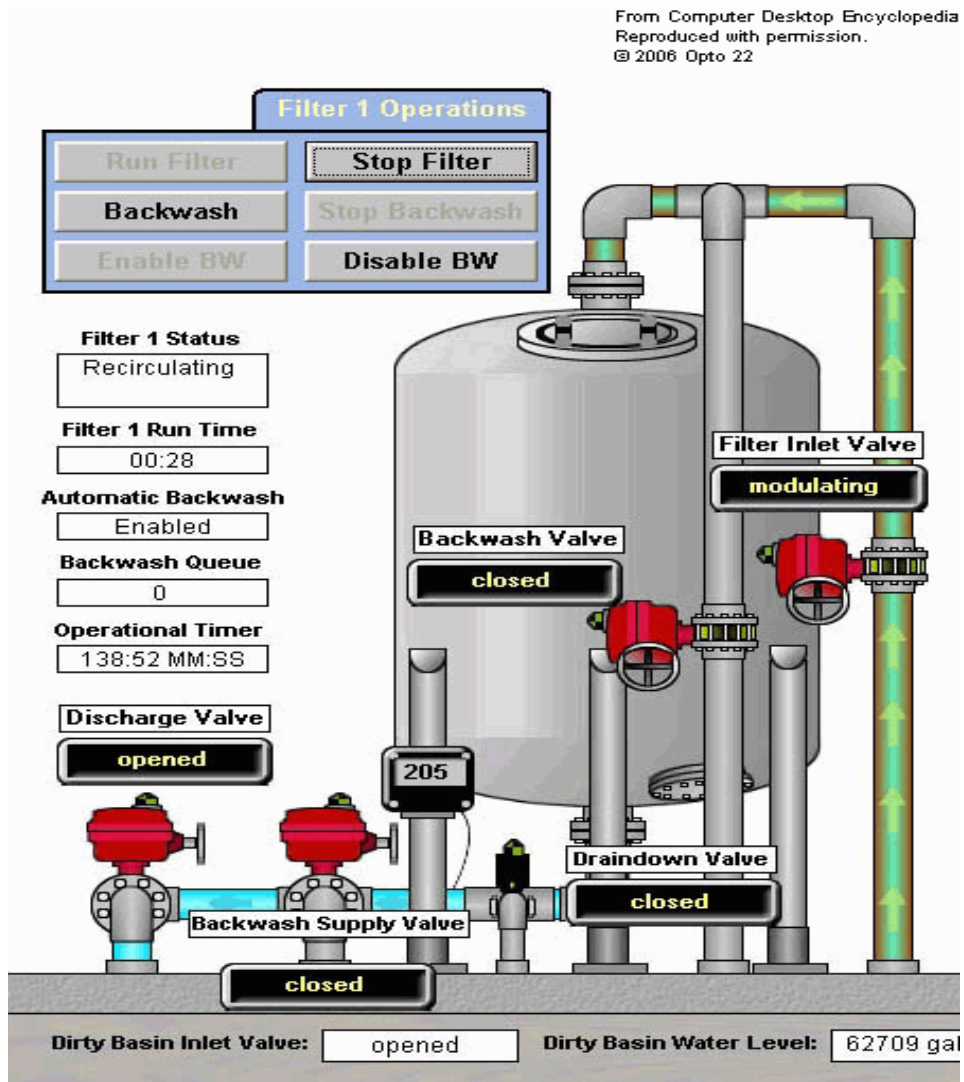 From Computer Desktop Encyclopedia
Reproduced with permission.
© 2006 Opto 22
Filter 1 Operations
Run Filter
Stop Filter
Backwash
Stop Backwash
Enable BW
Disable BW
Filter 1 Status
Recirculating
Filter 1 Run Time
00:28
Automatic Backwash
Enabled
Backwash Queue
0
Operational Timer
138:52 MM:SS
Filter Inlet Valve
modulating
Backwash Valve
closed
Discharge Valve
opened
205
Draindown Valve
closed
Backwash Supply Valve
closed
Dirty Basin Inlet Valve:
opened
Dirty Basin Water Level:
62709 gal